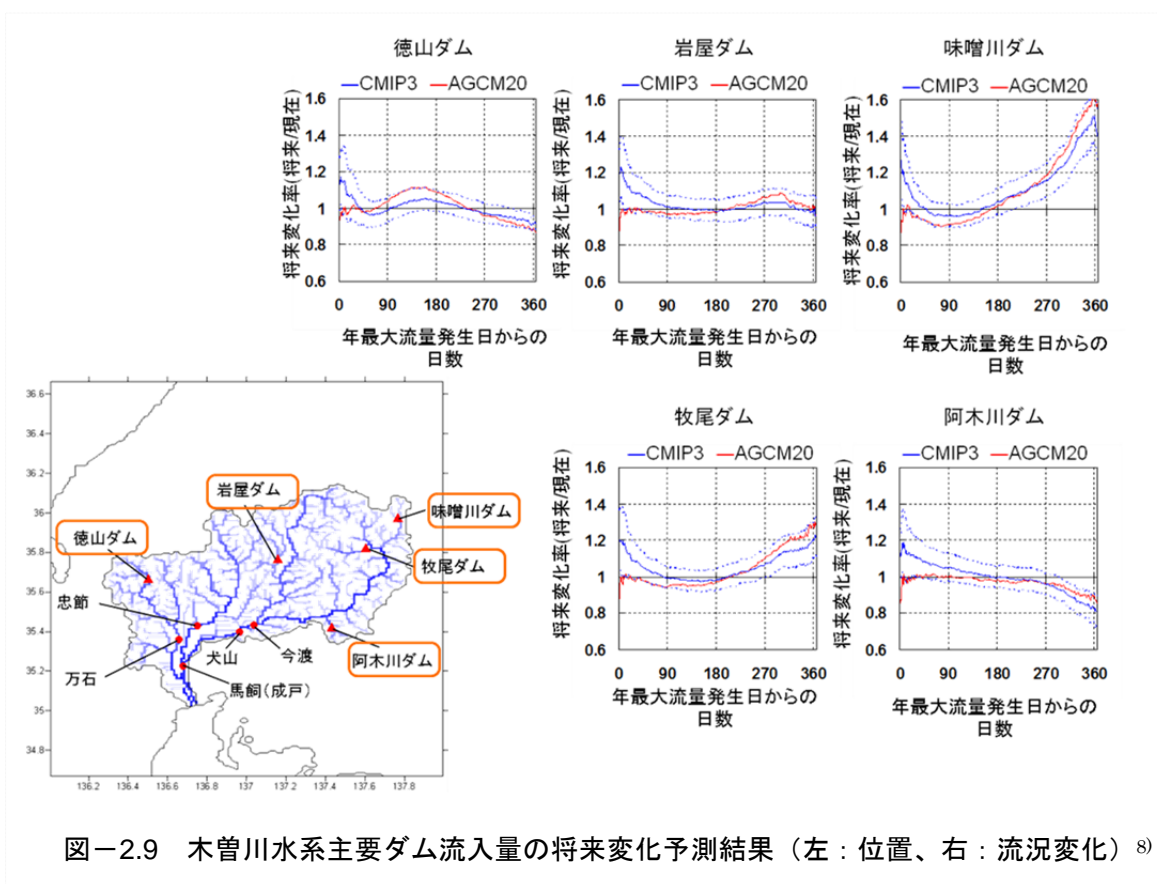 徳山ダム
—CMIP3 —AGCM20
将来変化率(将来/現在)
1.6
1.4
1.2
1
0.8
0.6
0 90 180 270 360
年最大流量発生日からの
日数
岩屋ダム
—CMIP3 —AGCM20
将来変化率(将来/現在)
1.6
1.4
1.2
1
0.8
0.6
0 90 180 270 360
年最大流量発生日からの
日数
味噌川ダム
—CMIP3 —AGCM20
将来変化率(将来/現在)
1.6
1.4
1.2
1
0.8
0.6
0 90 180 270 360
年最大流量発生日からの
日数
36.6
36.4
36.2
36
35.8
35.6
35.4
35.2
35
34.8
136.2 136.4 136.6 136.8 137 137.2 137.4 137.6 137.8
岩屋ダム
味噌川ダム
徳山ダム
牧尾ダム
忠節
犬山
今渡
阿木川ダム
万石
馬飼(成戸)
牧尾ダム
—CMIP3 —AGCM20
将来変化率(将来/現在)
1.6
1.4
1.2
1
0.8
0.6
0 90 180 270 360
年最大流量発生日からの
日数
阿木川ダム
—CMIP3 —AGCM20
将来変化率(将来/現在)
1.6
1.4
1.2
1
0.8
0.6
0 90 180 270 360
年最大流量発生日からの
日数
図－2.9 木曽川水系主要ダム流入量の将来変化予測結果（左：位置、右：流況変化）8)